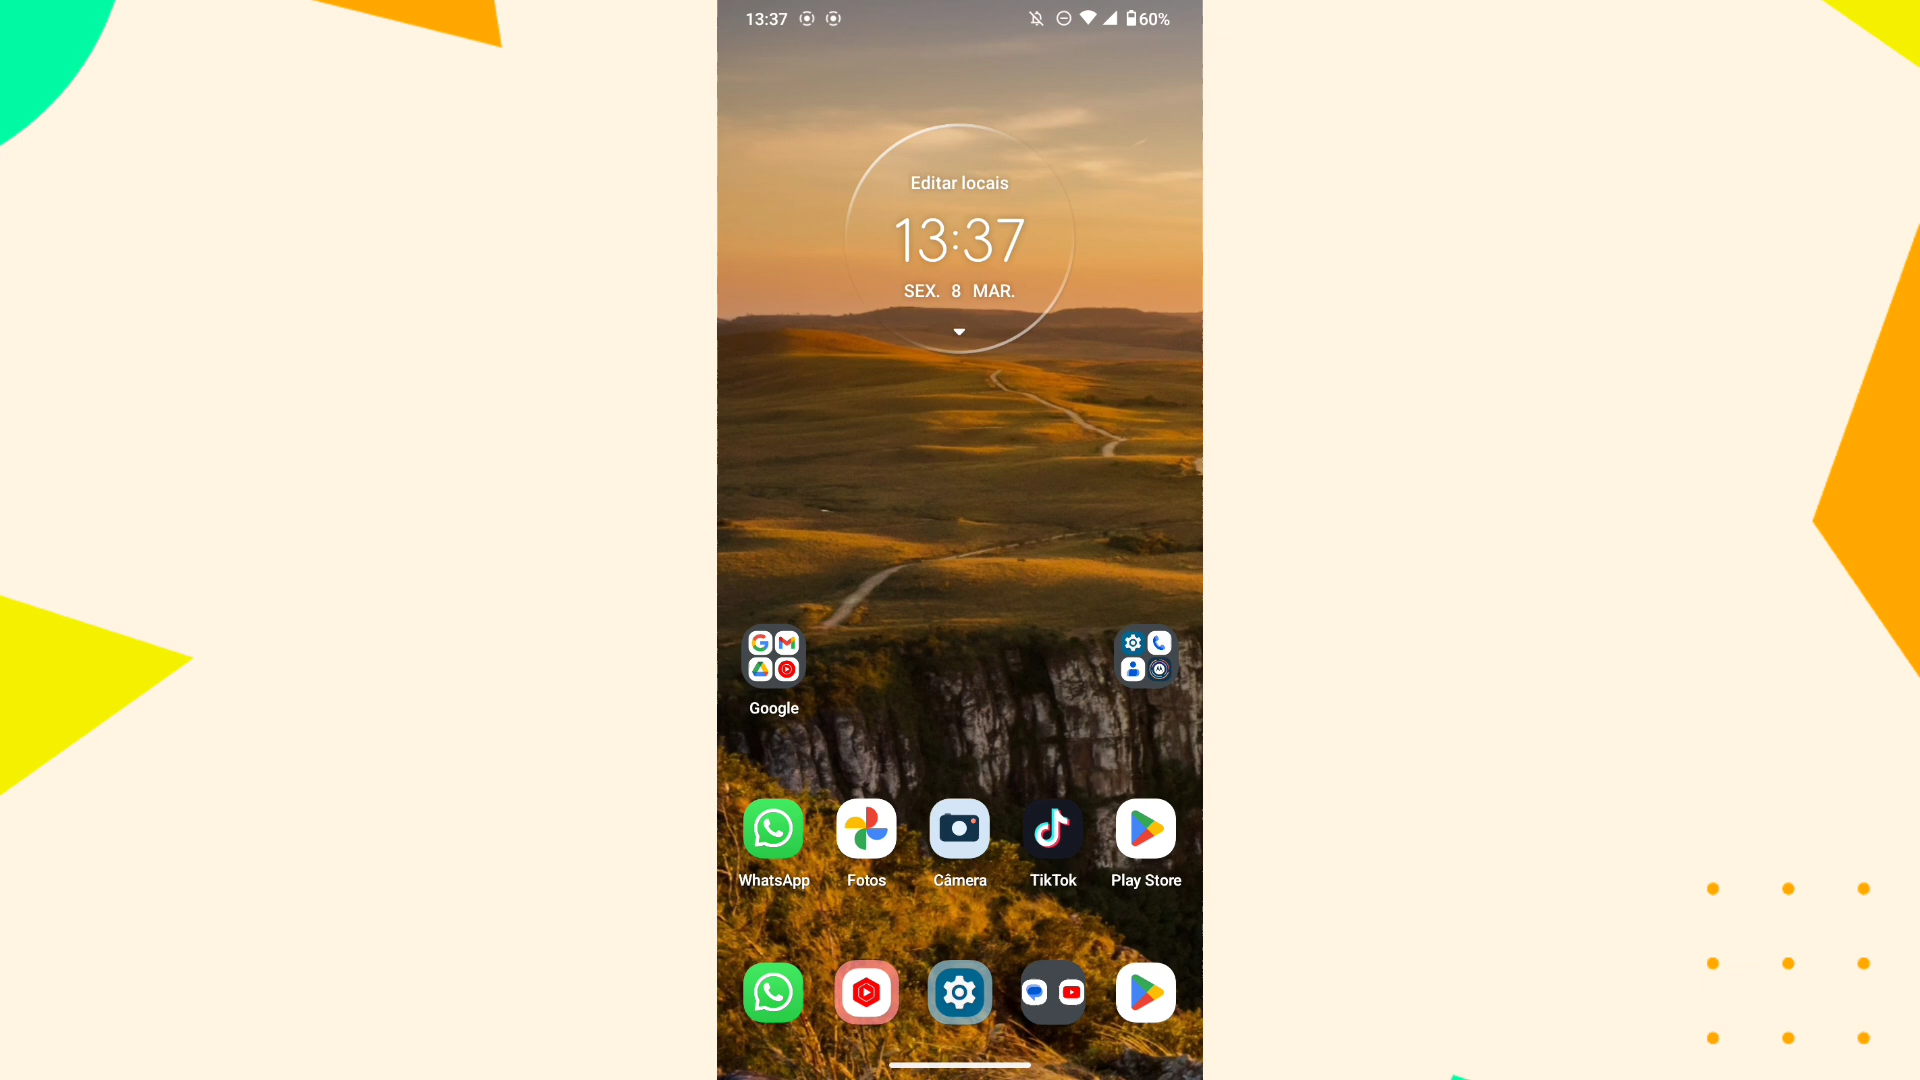 13:37
60%
Editar locais
13:37
SEX. 8 MAR.
Google
WhatsApp
Fotos
Câmera
TikTok
Play Store